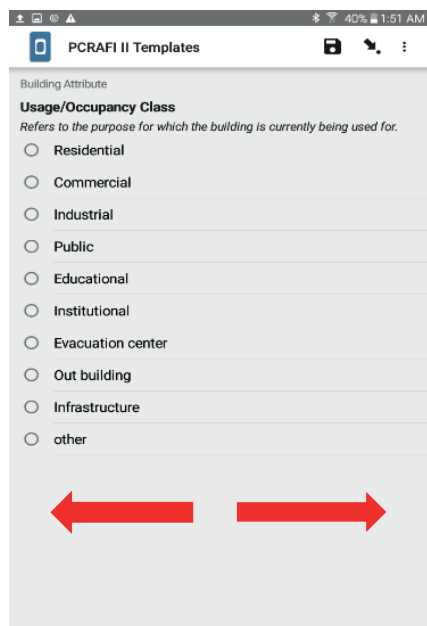 40% 1:51 AM
PCRAFI II Templates
Building Attribute
Usage/Occupancy Class
Refers to the purpose for which the building is currently being used for.
Residential
Commercial
Industrial
Public
Educational
Institutional
Evacuation center
Out building
Infrastructure
other